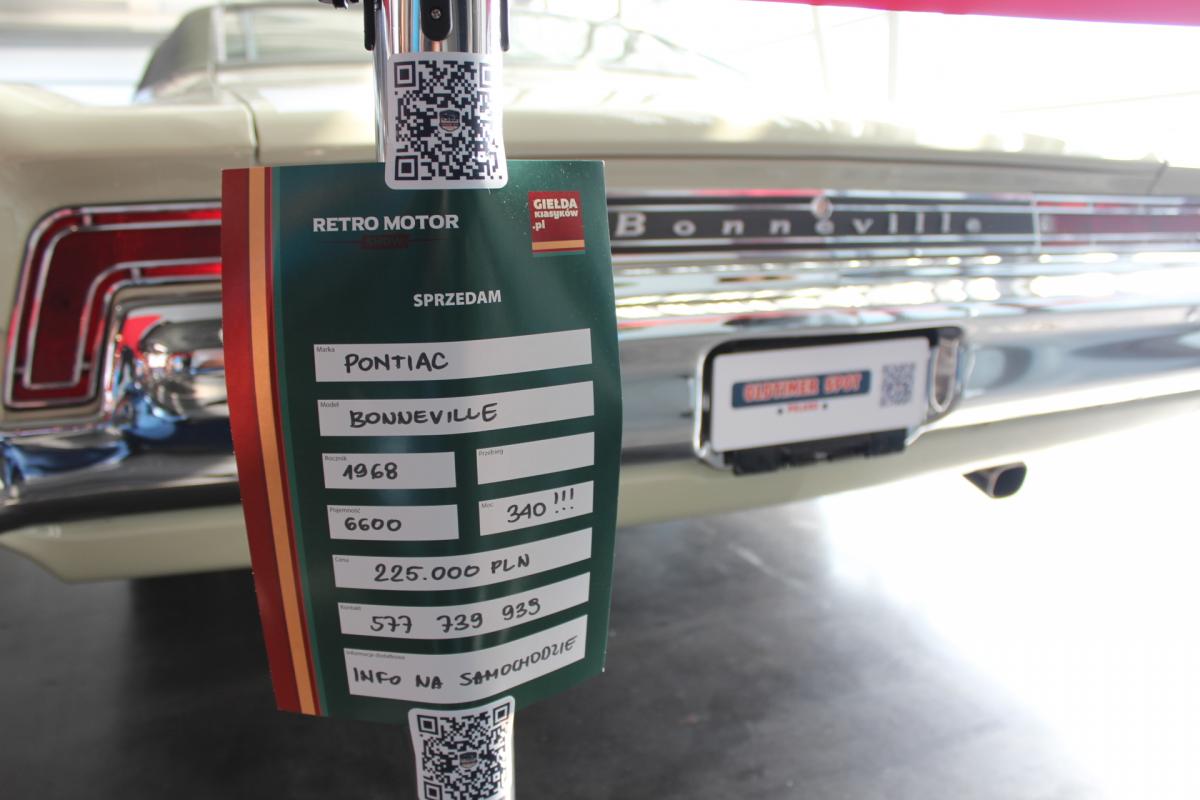 RETRO MOTOR
SHOW
GIEŁDA
klasyków
.pl
SPRZEDAM
Marka
PONTIAC
Model
BONNEVILLE
Rocznik
1968
Przebieg
Pojemność
6600
Moc
340!!!
Cena
225.000 PLN
Kontakt
577 739 939
Informacje dodatkowe
INFO NA SAMOCHODZIE
Bonneville
OLDTIMER SPOT
POLAND